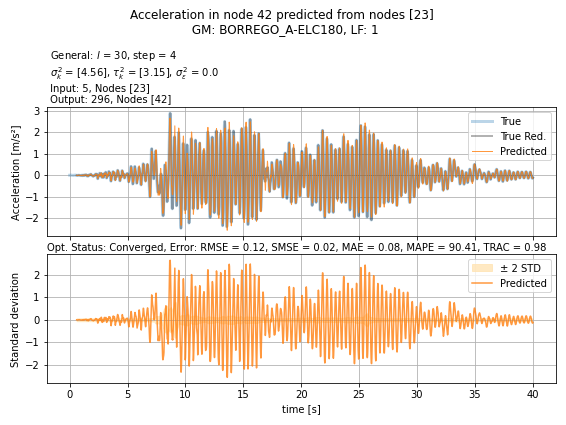 Acceleration in node 42 predicted from nodes [23]
GM: BORREGO_A-ELC180, LF: 1
General: l = 30, step = 4
σ²ₖ = [4.56], τ²ₖ = [3.15], σ²ε = 0.0
Input: 5, Nodes [23]
Output: 296, Nodes [42]
Acceleration [m/s²]
3
2
1
0
−1
−2
True
True Red.
Predicted
Opt. Status: Converged, Error: RMSE = 0.12, SMSE = 0.02, MAE = 0.08, MAPE = 90.41, TRAC = 0.98
Standard deviation
2
1
0
−1
−2
± 2 STD
Predicted
0 5 10 15 20 25 30 35 40
time [s]